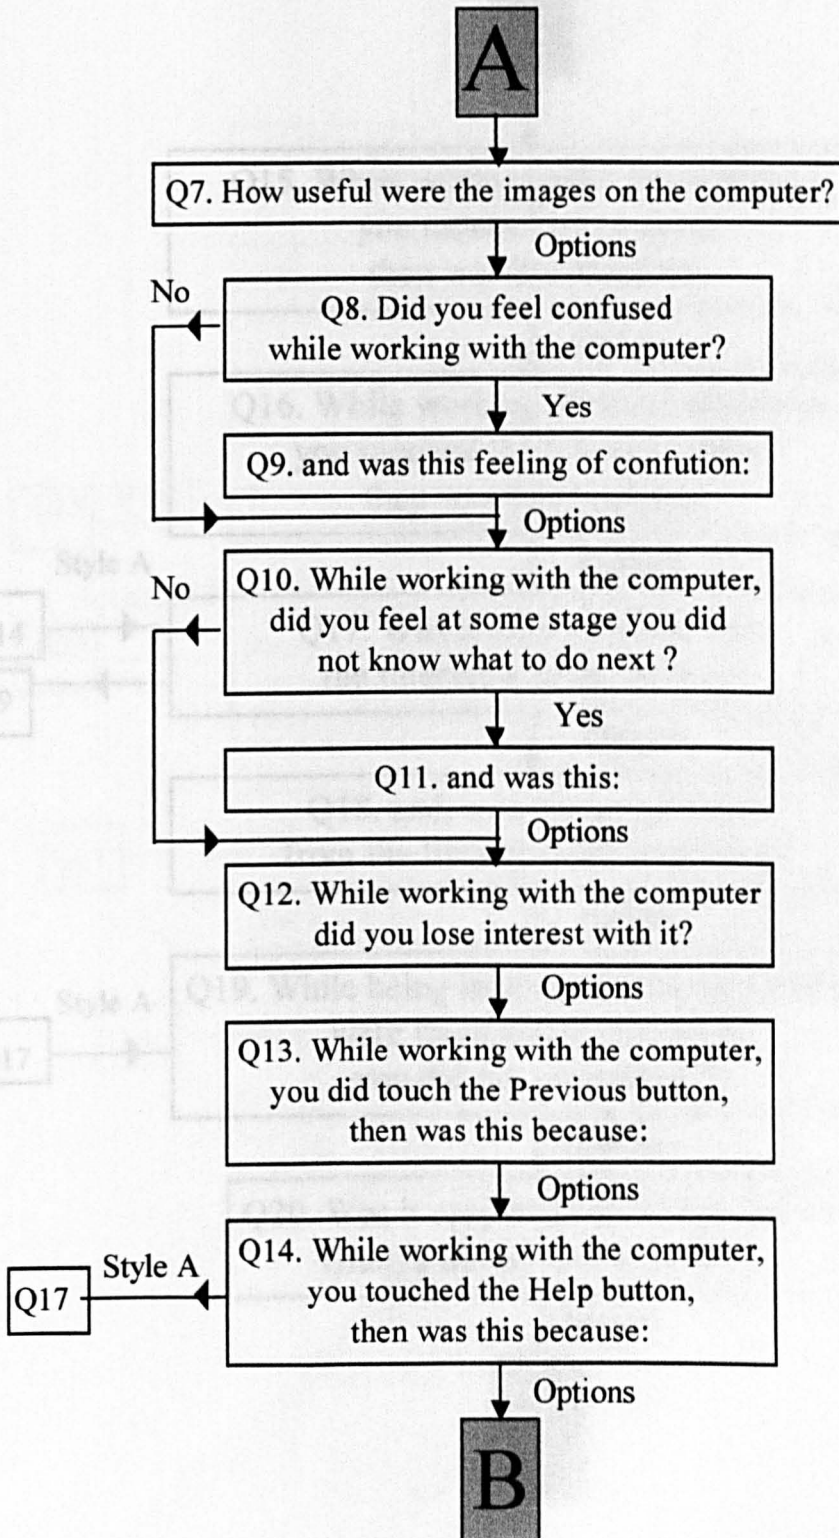 A
Q7. How useful were the images on the computer?
Options
No
Q8. Did you feel confused
while working with the computer?
Yes
Q9. and was this feeling of confution:
Options
No
Q10. While working with the computer,
did you feel at some stage you did
not know what to do next ?
Yes
Q11. and was this:
Options
Q12. While working with the computer
did you lose interest with it?
Options
Q13. While working with the computer,
you did touch the Previous button,
then was this because:
Options
Q14. While working with the computer,
you touched the Help button,
then was this because:
Style A
Q17
Options
B